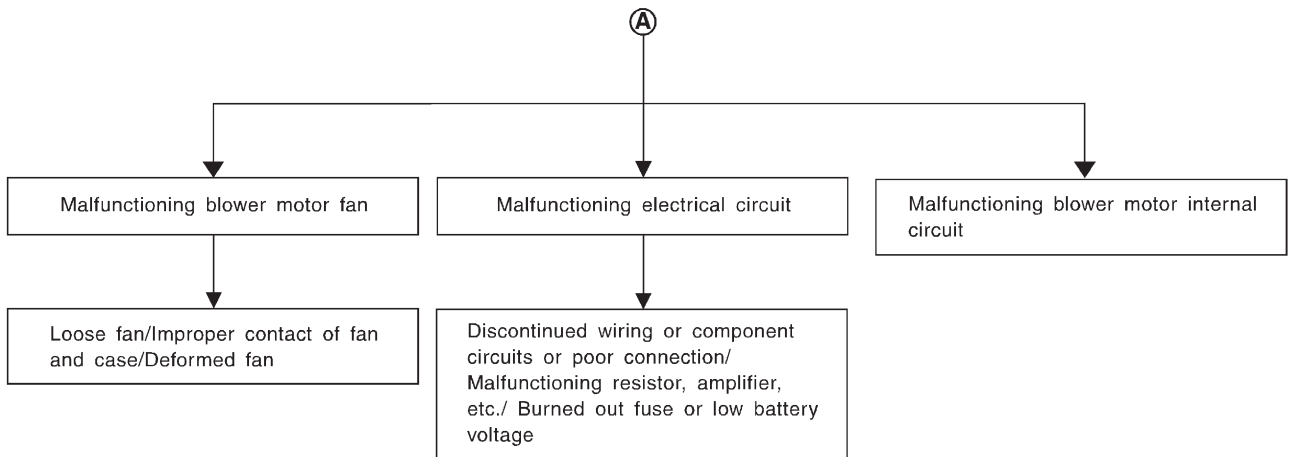 A
Malfunctioning blower motor fan
Malfunctioning electrical circuit
Malfunctioning blower motor internal
circuit
Loose fan/Improper contact of fan
and case/Deformed fan
Discontinued wiring or component
circuits or poor connection/
Malfunctioning resistor, amplifier,
etc./ Burned out fuse or low battery
voltage